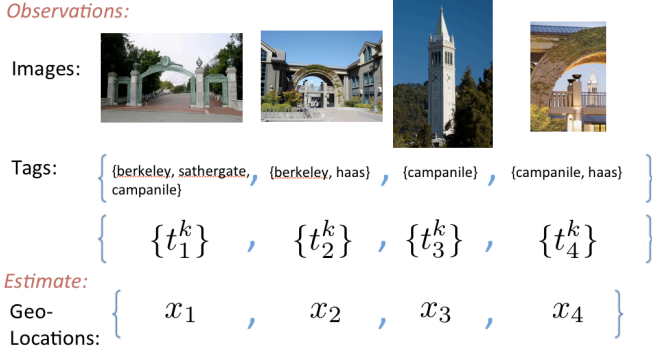 Observations:
Images:
Tags:
{ {berkeley, sathergate, campanile} , {berkeley, haas} , {campanile} , {campanile, haas} }
{ {t_1^k} , {t_2^k} , {t_3^k} , {t_4^k} }
Estimate:
Geo-
Locations:
{ x_1 , x_2 , x_3 , x_4 }